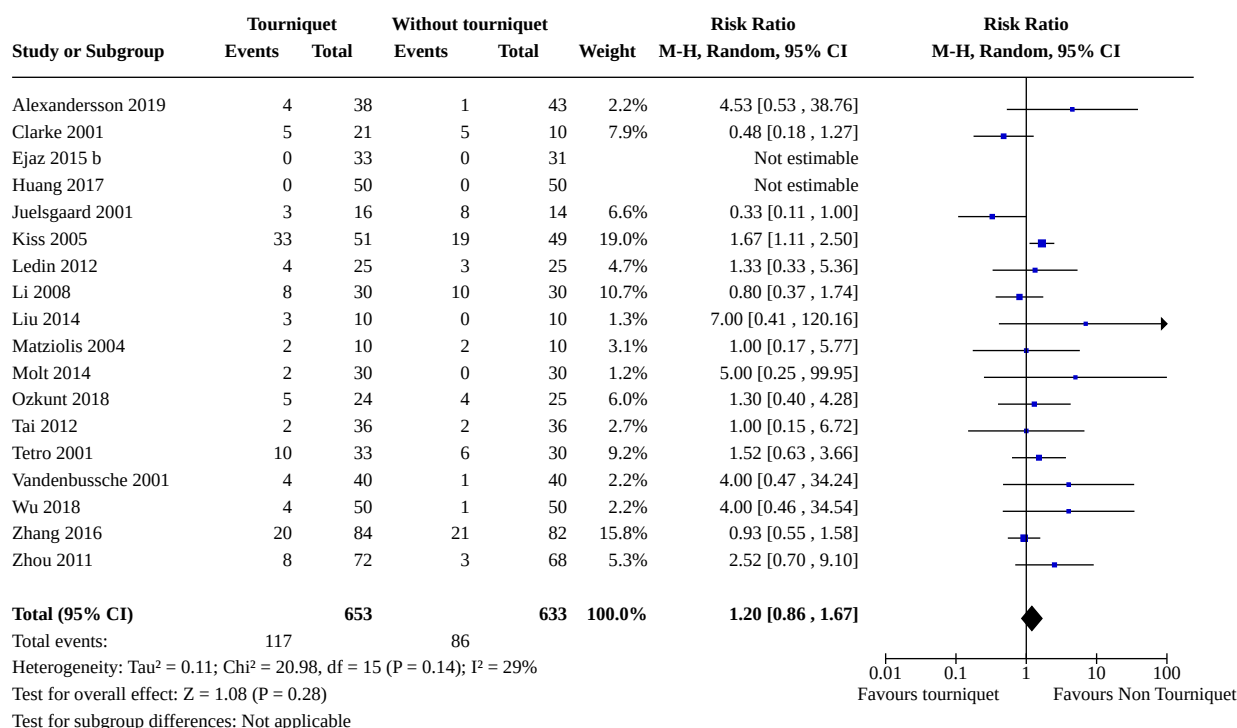 Tourniquet Without tourniquet Risk Ratio Risk Ratio
Study or Subgroup Events Total Events Total Weight M-H, Random, 95% CI M-H, Random, 95% CI
Alexandersson 2019 4 38 1 43 2.2% 4.53 [0.53 , 38.76]
Clarke 2001 5 21 5 10 7.9% 0.48 [0.18 , 1.27]
Ejaz 2015 b 0 33 0 31 Not estimable
Huang 2017 0 50 0 50 Not estimable
Juelsgaard 2001 3 16 8 14 6.6% 0.33 [0.11 , 1.00]
Kiss 2005 33 51 19 49 19.0% 1.67 [1.11 , 2.50]
Ledin 2012 4 25 3 25 4.7% 1.33 [0.33 , 5.36]
Li 2008 8 30 10 30 10.7% 0.80 [0.37 , 1.74]
Liu 2014 3 10 0 10 1.3% 7.00 [0.41 , 120.16]
Matziolis 2004 2 10 2 10 3.1% 1.00 [0.17 , 5.77]
Molt 2014 2 30 0 30 1.2% 5.00 [0.25 , 99.95]
Ozkunt 2018 5 24 4 25 6.0% 1.30 [0.40 , 4.28]
Tai 2012 2 36 2 36 2.7% 1.00 [0.15 , 6.72]
Tetro 2001 10 33 6 30 9.2% 1.52 [0.63 , 3.66]
Vandenbussche 2001 4 40 1 40 2.2% 4.00 [0.47 , 34.24]
Wu 2018 4 50 1 50 2.2% 4.00 [0.46 , 34.54]
Zhang 2016 20 84 21 82 15.8% 0.93 [0.55 , 1.58]
Zhou 2011 8 72 3 68 5.3% 2.52 [0.70 , 9.10]
Total (95% CI) 653 633 100.0% 1.20 [0.86 , 1.67]
Total events: 117 86
Heterogeneity: Tau² = 0.11; Chi² = 20.98, df = 15 (P = 0.14); I² = 29%
0.01 0.1 1 10 100
Test for overall effect: Z = 1.08 (P = 0.28)
Favours tourniquet Favours Non Tourniquet
Test for subgroup differences: Not applicable